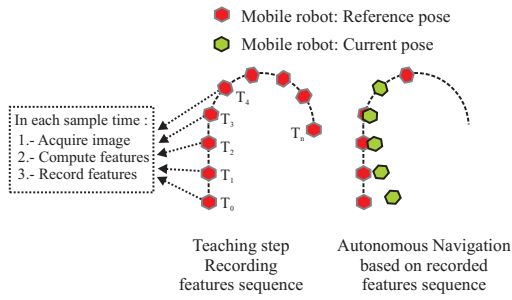 Mobile robot: Reference pose
Mobile robot: Current pose
In each sample time :
1.- Acquire image
2.- Compute features
3.- Record features
T4
T3
T2
T1
T0
Tn
Teaching step
Recording
features sequence
Autonomous Navigation
based on recorded
features sequence